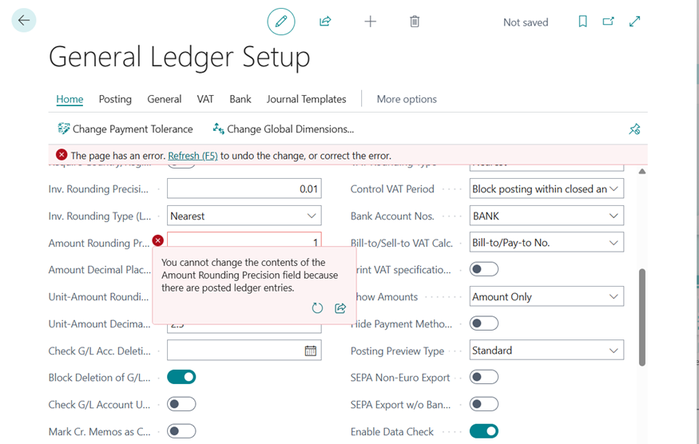 Not saved
General Ledger Setup
Home Posting General VAT Bank Journal Templates More options
Change Payment Tolerance Change Global Dimensions...
The page has an error. Refresh (F5) to undo the change, or correct the error.
Inv. Rounding Precisi... 0.01 Control VAT Period Block posting within closed an
Inv. Rounding Type (L... Nearest Bank Account Nos. BANK
Amount Rounding Pr... 1 Bill-to/Sell-to VAT Calc. Bill-to/Pay-to No.
You cannot change the contents of the
Amount Rounding Precision field because
there are posted ledger entries.
Amount Decimal Plac... rint VAT specificatio...
Unit-Amount Roundi... how Amounts Amount Only
Unit-Amount Decima... ide Payment Metho...
Check G/L Acc. Deleti... Posting Preview Type Standard
Block Deletion of G/L... SEPA Non-Euro Export
Check G/L Account U... SEPA Export w/o Ban...
Mark Cr. Memos as C... Enable Data Check